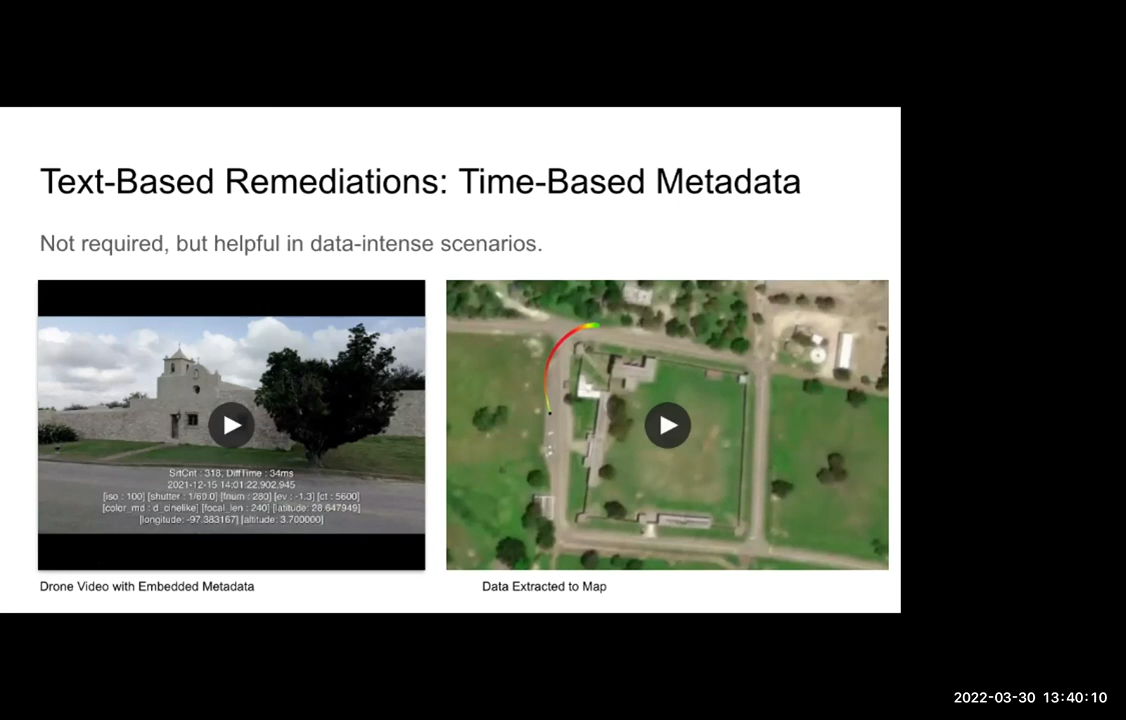 Text-Based Remediations: Time-Based Metadata
Not required, but helpful in data-intense scenarios.
SrtCnt : 318, DiffTime : 34ms
2021-12-15 14:01:22,902,945
[iso : 100] [shutter : 1/60.0] [fnum : 280] [ev : -1.3] [ct : 5600]
[color_md : d_cinelike] [focal_len : 240] [latitude: 28.647949]
[longitude: -97.383167] [altitude: 3.700000]
Drone Video with Embedded Metadata
Data Extracted to Map
2022-03-30 13:40:10